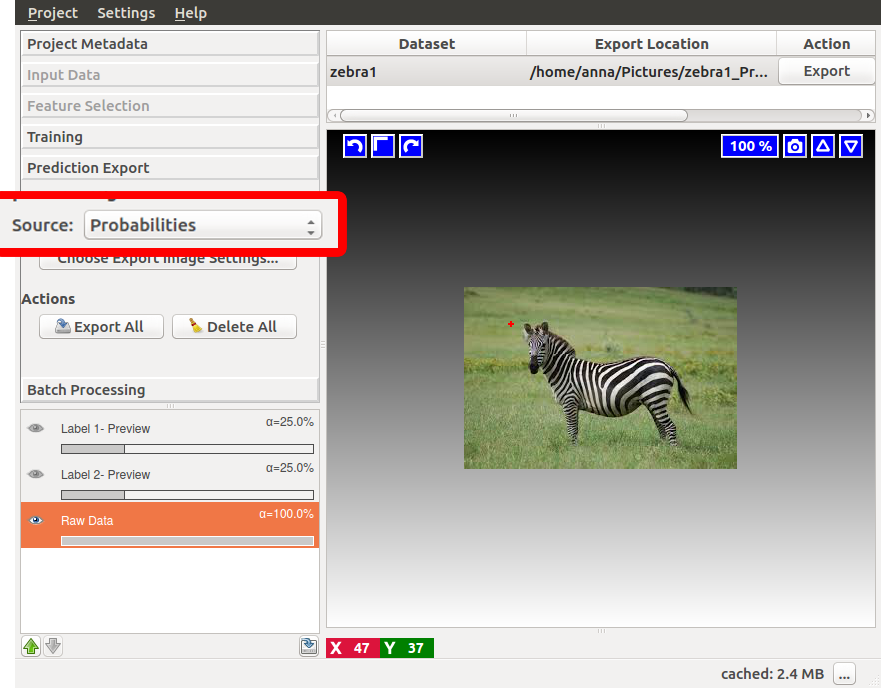 Project Settings Help
Project Metadata
Input Data
Feature Selection
Training
Prediction Export
Source: Probabilities
Choose Export Image Settings...
Actions
Export All Delete All
Batch Processing
Label 1- Preview α=25.0%
Label 2- Preview α=25.0%
Raw Data α=100.0%
Dataset Export Location Action
zebra1 /home/anna/Pictures/zebra1_Pr... Export
100 %
X 47 Y 37
cached: 2.4 MB ...